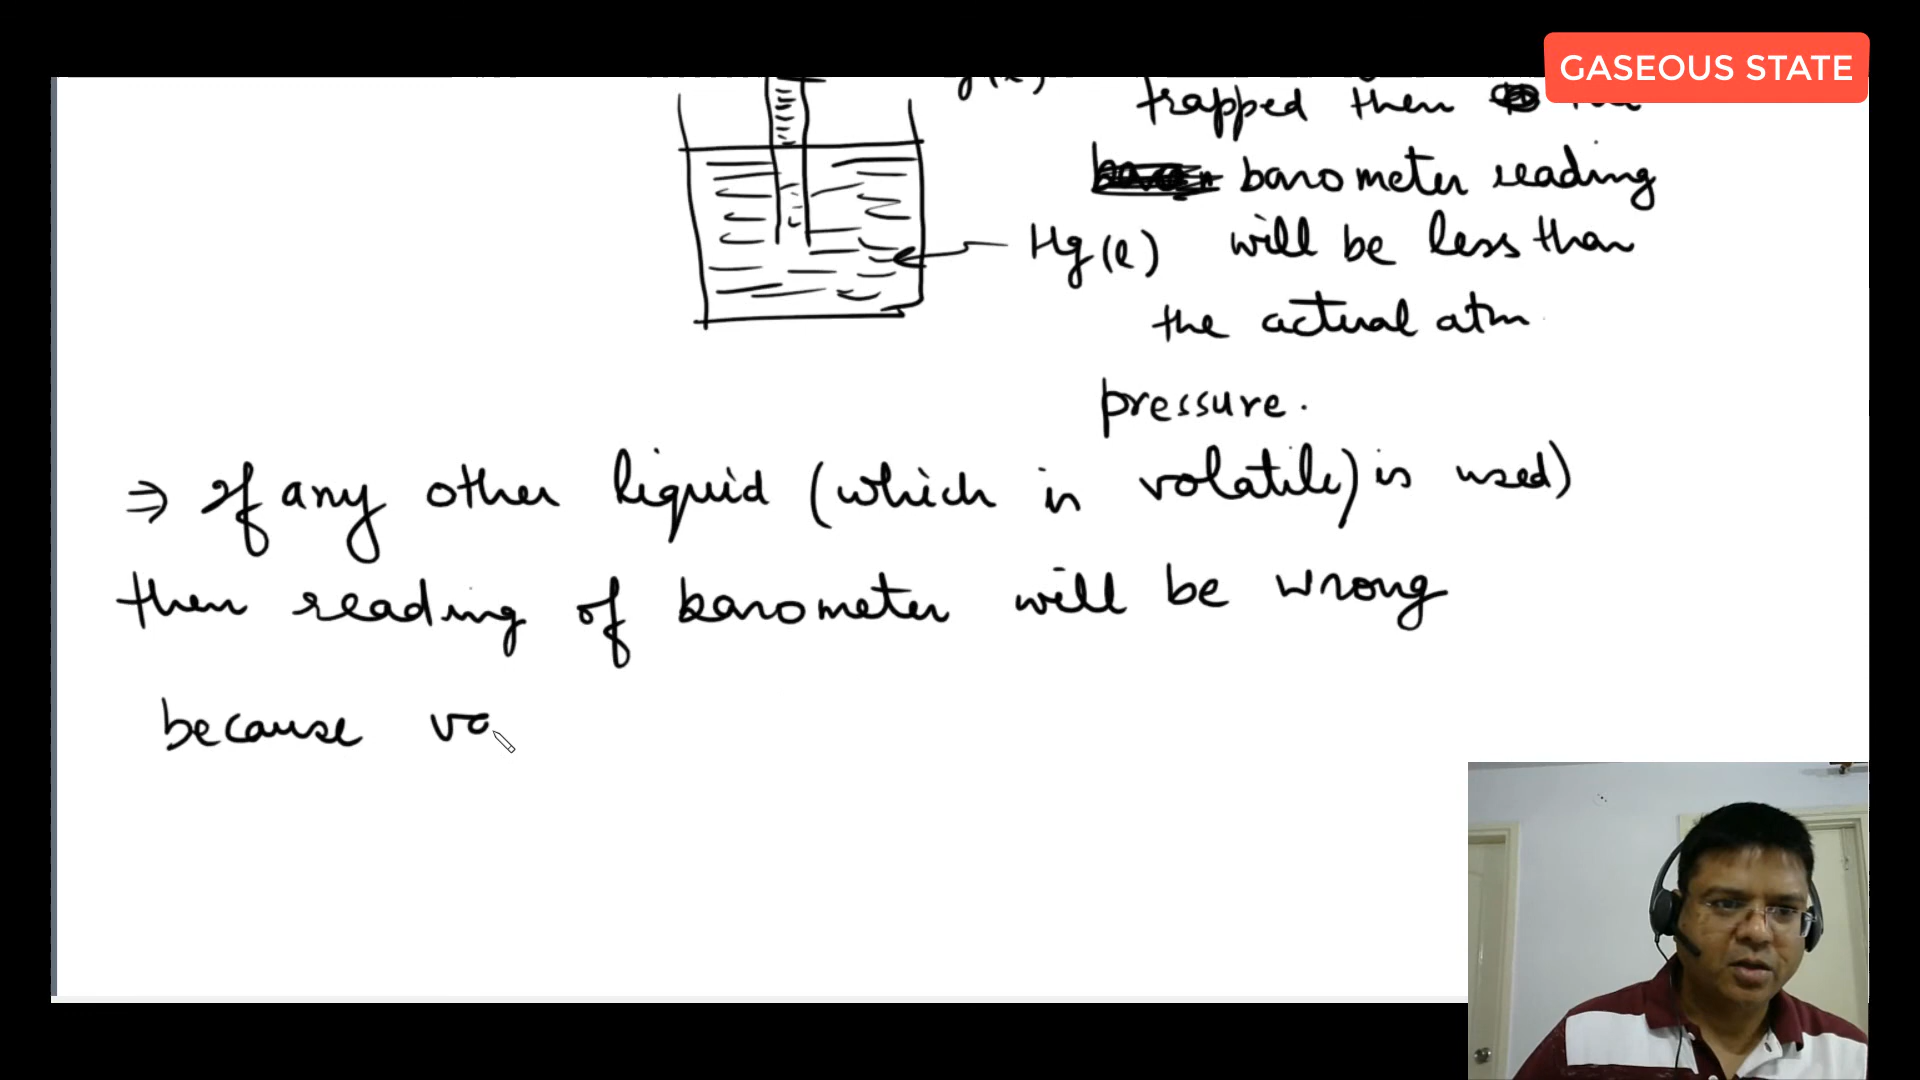 GASEOUS STATE
trapped then
barometer reading
Hg(l) will be less than
the actual atm
pressure.
⇒ If any other liquid (which is volatile) is used)
then reading of barometer will be wrong
because va